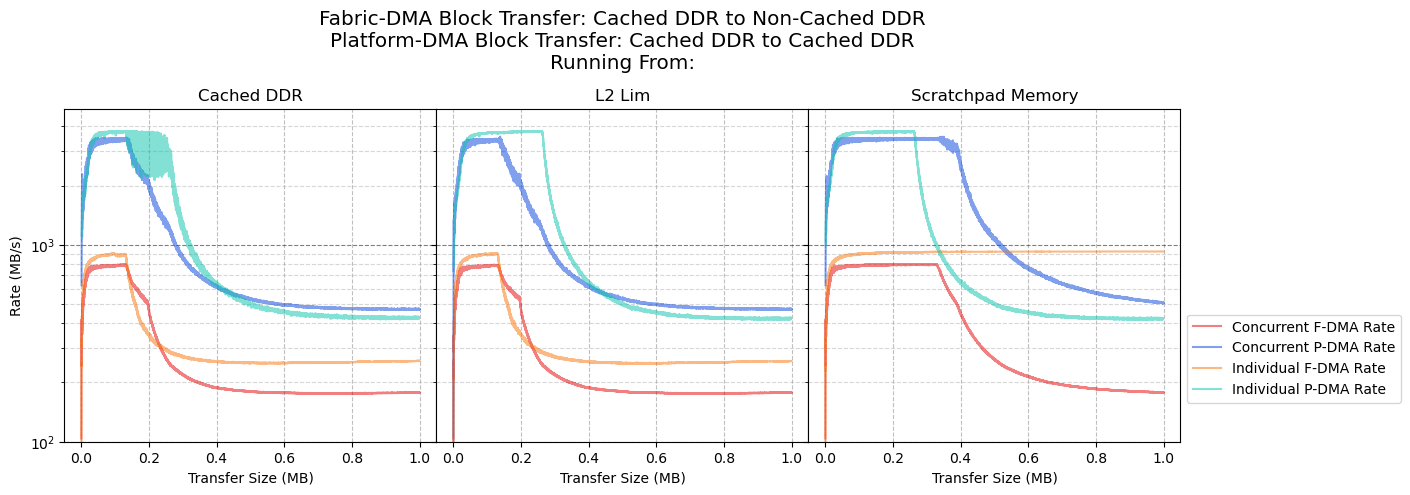 Fabric-DMA Block Transfer: Cached DDR to Non-Cached DDR
Platform-DMA Block Transfer: Cached DDR to Cached DDR
Running From:
Cached DDR
L2 Lim
Scratchpad Memory
Rate (MB/s)
10³
10²
0.0 0.2 0.4 0.6 0.8 1.0
0.0 0.2 0.4 0.6 0.8 1.0
0.0 0.2 0.4 0.6 0.8 1.0
Transfer Size (MB)
Transfer Size (MB)
Transfer Size (MB)
Concurrent F-DMA Rate
Concurrent P-DMA Rate
Individual F-DMA Rate
Individual P-DMA Rate